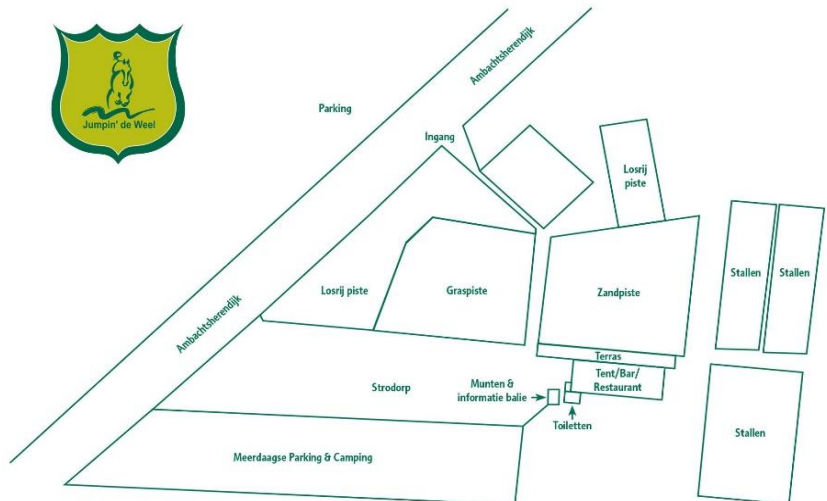 Jumpin' de Weel
Ambachtsherendijk
Parking
Ingang
Losrij
piste
Stallen
Stallen
Losrij piste
Graspiste
Zandpiste
Ambachtsherendijk
Terras
Strodorp
Munten &
informatie balie
Tent/Bar/
Restaurant
Toiletten
Stallen
Meerdaagse Parking & Camping